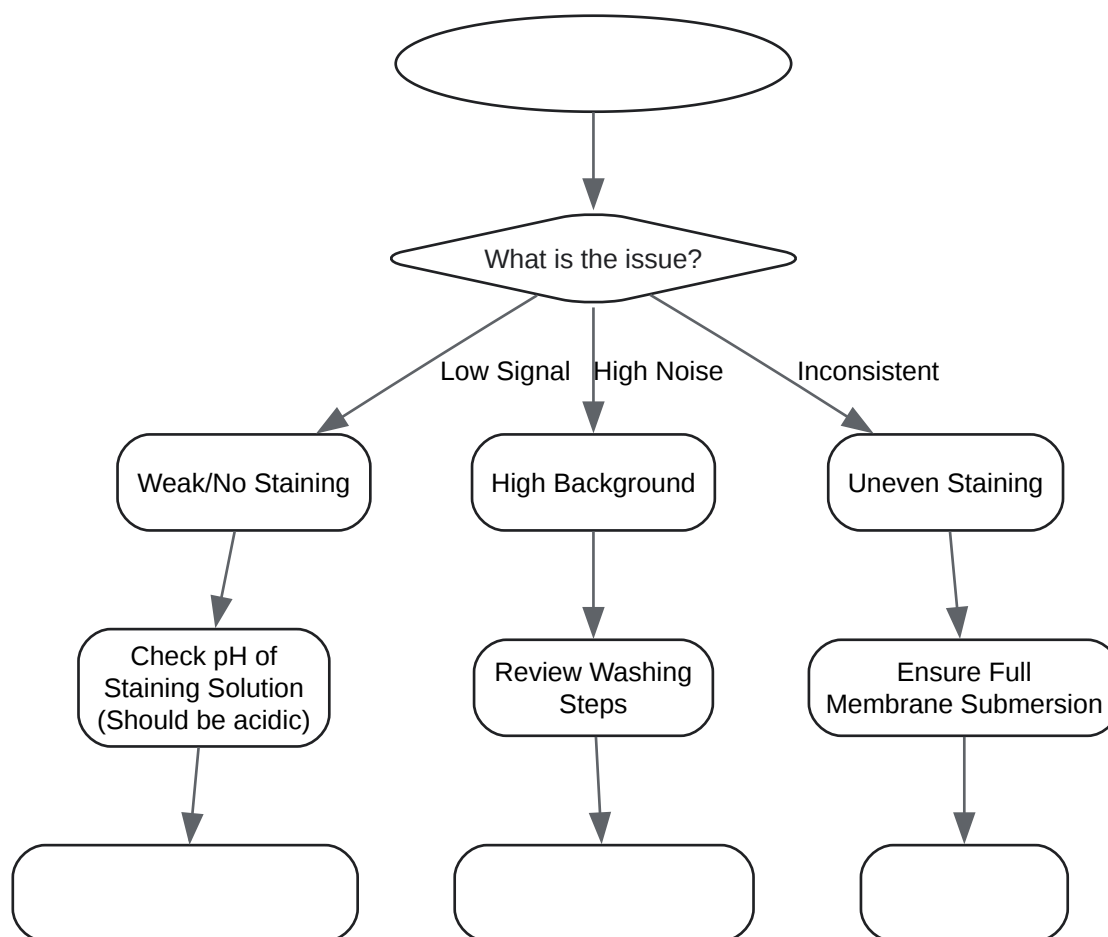 What is the issue?
Low Signal
High Noise
Inconsistent
Weak/No Staining
High Background
Uneven Staining
Check pH of
Staining Solution
(Should be acidic)
Review Washing
Steps
Ensure Full
Membrane Submersion